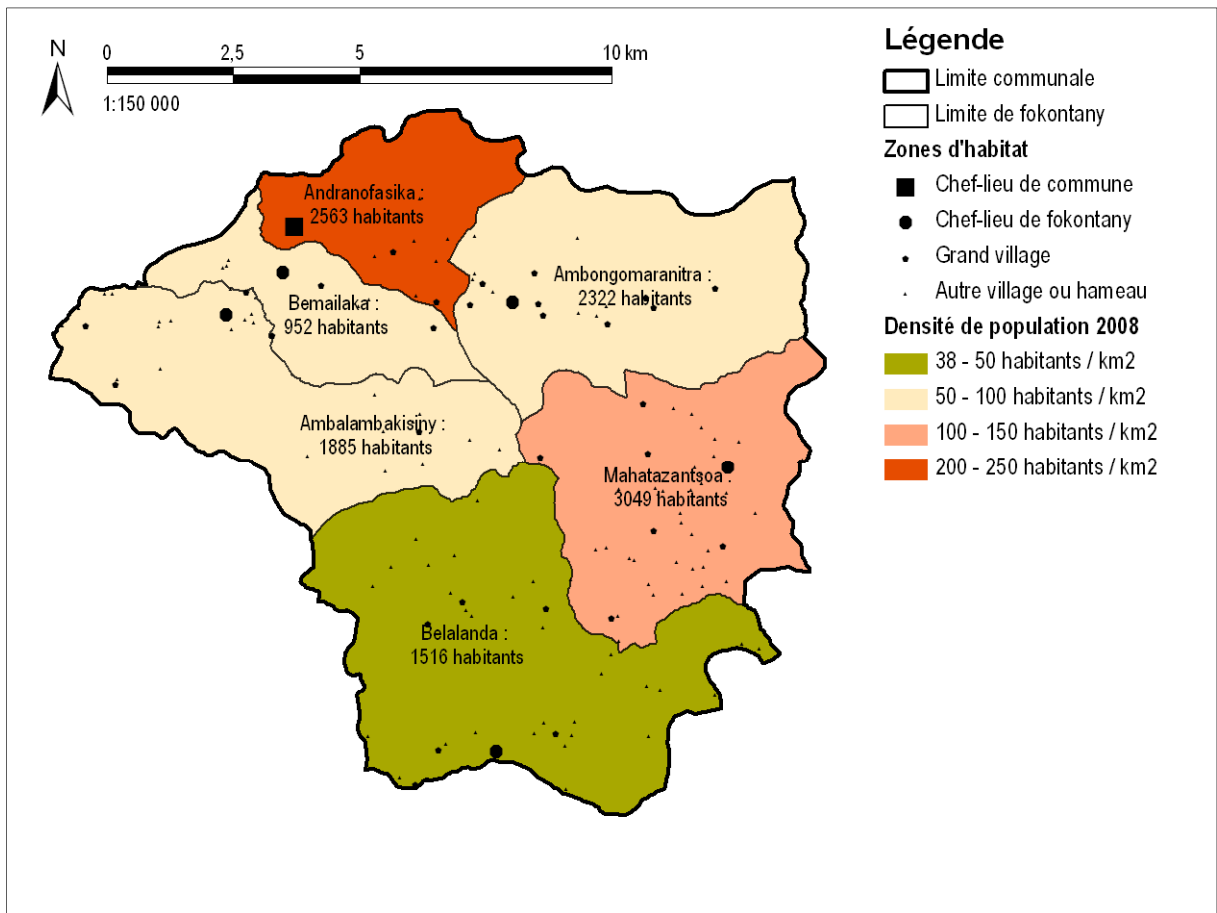 N
0 2,5 5 10 km
1:150 000
Andranofasika :
2563 habitants
Ambongomaranitra :
2322 habitants
Bemailaka :
952 habitants
Ambalambakisiny :
1885 habitants
Mahatazantsoa :
3049 habitants
Belalanda :
1516 habitants
Légende
Limite communale
Limite de fokontany
Zones d'habitat
Chef-lieu de commune
Chef-lieu de fokontany
Grand village
Autre village ou hameau
Densité de population 2008
38 - 50 habitants / km2
50 - 100 habitants / km2
100 - 150 habitants / km2
200 - 250 habitants / km2